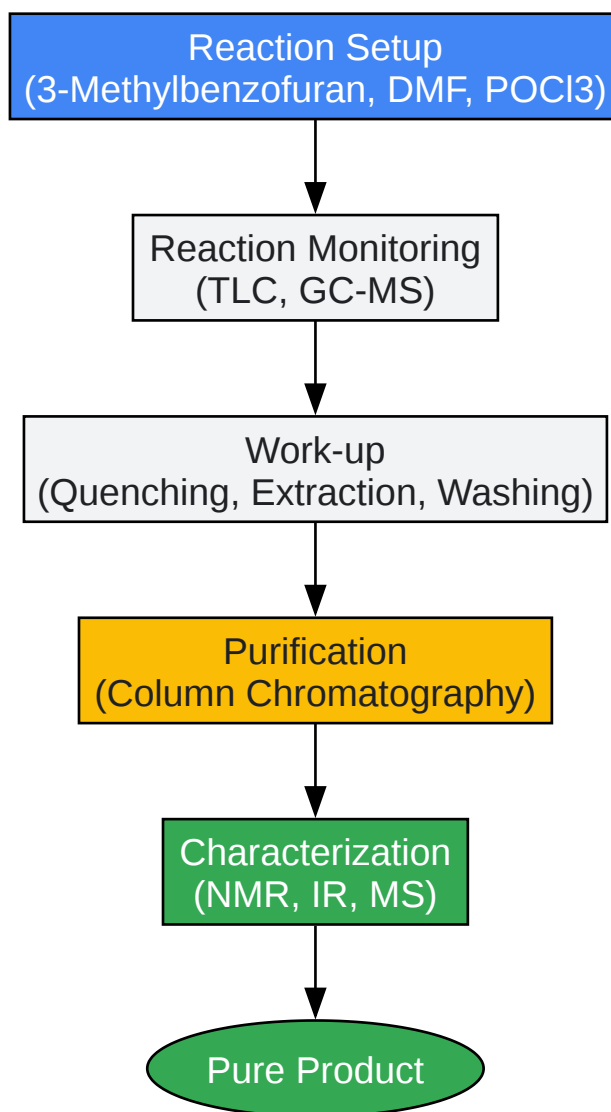 Reaction Setup
(3-Methylbenzofuran, DMF, POCl3)
Reaction Monitoring
(TLC, GC-MS)
Work-up
(Quenching, Extraction, Washing)
Purification
(Column Chromatography)
Characterization
(NMR, IR, MS)
Pure Product